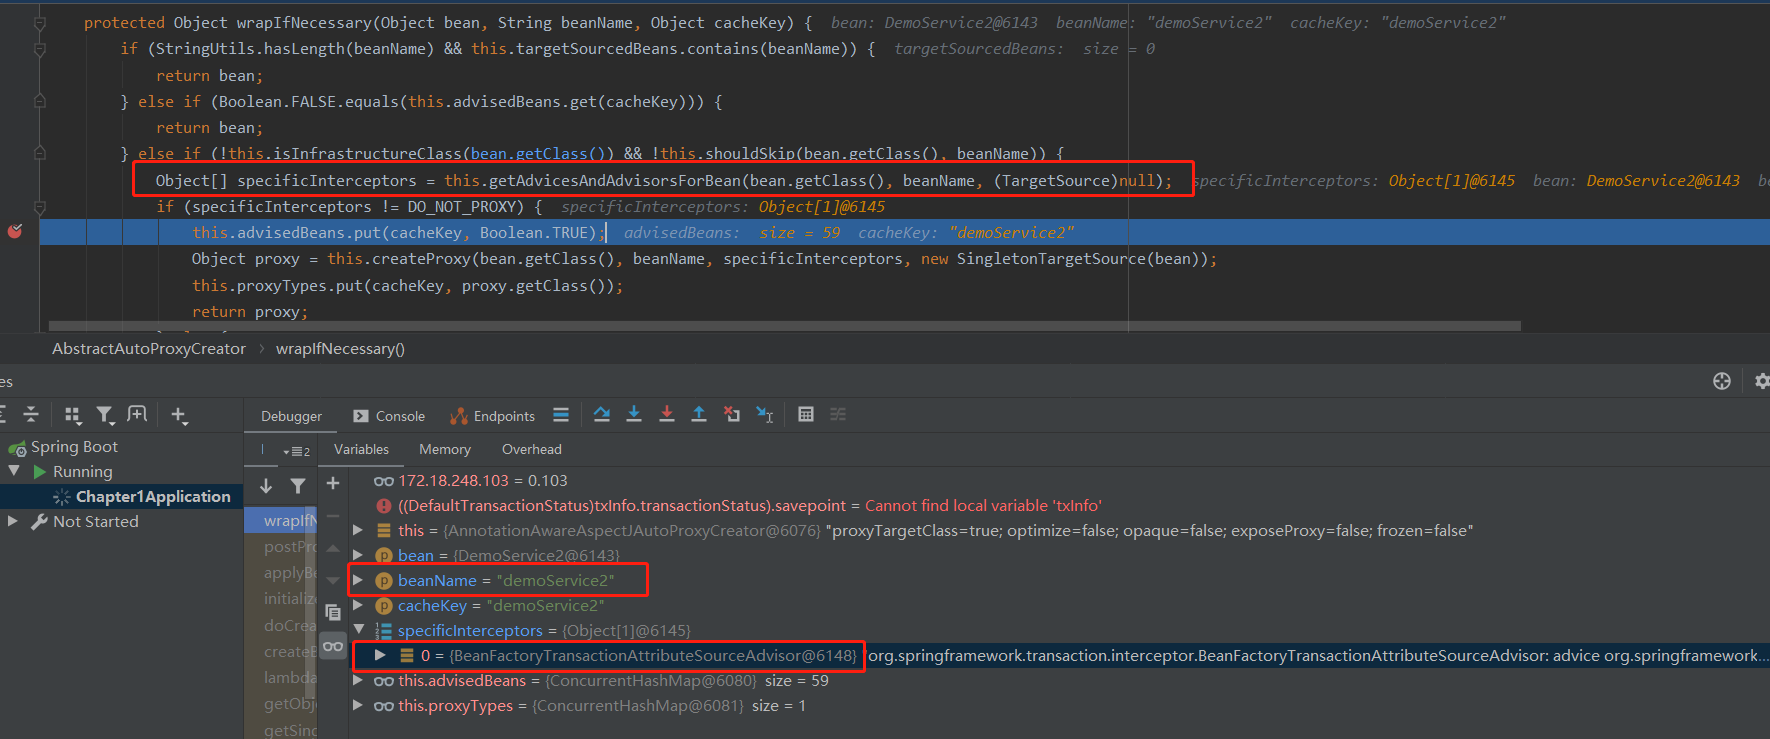 protected Object wrapIfNecessary(Object bean, String beanName, Object cacheKey) { bean: DemoService2@6143 beanName: "demoService2" cacheKey: "demoService2"
if (StringUtils.hasLength(beanName) && this.targetSourcedBeans.contains(beanName)) { targetSourcedBeans: size = 0
return bean;
} else if (Boolean.FALSE.equals(this.advisedBeans.get(cacheKey))) {
return bean;
} else if (!this.isInfrastructureClass(bean.getClass()) && !this.shouldSkip(bean.getClass(), beanName)) {
Object[] specificInterceptors = this.getAdvicesAndAdvisorsForBean(bean.getClass(), beanName, (TargetSource)null); specificInterceptors: Object[1]@6145 bean: DemoService2@6143
if (specificInterceptors != DO_NOT_PROXY) { specificInterceptors: Object[1]@6145
this.advisedBeans.put(cacheKey, Boolean.TRUE); advisedBeans: size = 59 cacheKey: "demoService2"
Object proxy = this.createProxy(bean.getClass(), beanName, specificInterceptors, new SingletonTargetSource(bean));
this.proxyTypes.put(cacheKey, proxy.getClass());
return proxy;
AbstractAutoProxyCreator › wrapIfNecessary()
es
Debugger Console Endpoints
Spring Boot
Running
Chapter1Application
Not Started
2
Variables Memory Overhead
wrapIfN
postPro
applyBe
initialize
doCrea
createB
lambda
getObj
getSing
172.18.248.103 = 0.103
((DefaultTransactionStatus)txInfo.transactionStatus).savepoint = Cannot find local variable 'txInfo'
this = {AnnotationAwareAspectJAutoProxyCreator@6076} "proxyTargetClass=true; optimize=false; opaque=false; exposeProxy=false; frozen=false"
bean = {DemoService2@6143}
beanName = "demoService2"
cacheKey = "demoService2"
specificInterceptors = {Object[1]@6145}
0 = {BeanFactoryTransactionAttributeSourceAdvisor@6148} "org.springframework.transaction.interceptor.BeanFactoryTransactionAttributeSourceAdvisor: advice org.springframework...
this.advisedBeans = {ConcurrentHashMap@6080} size = 59
this.proxyTypes = {ConcurrentHashMap@6081} size = 1